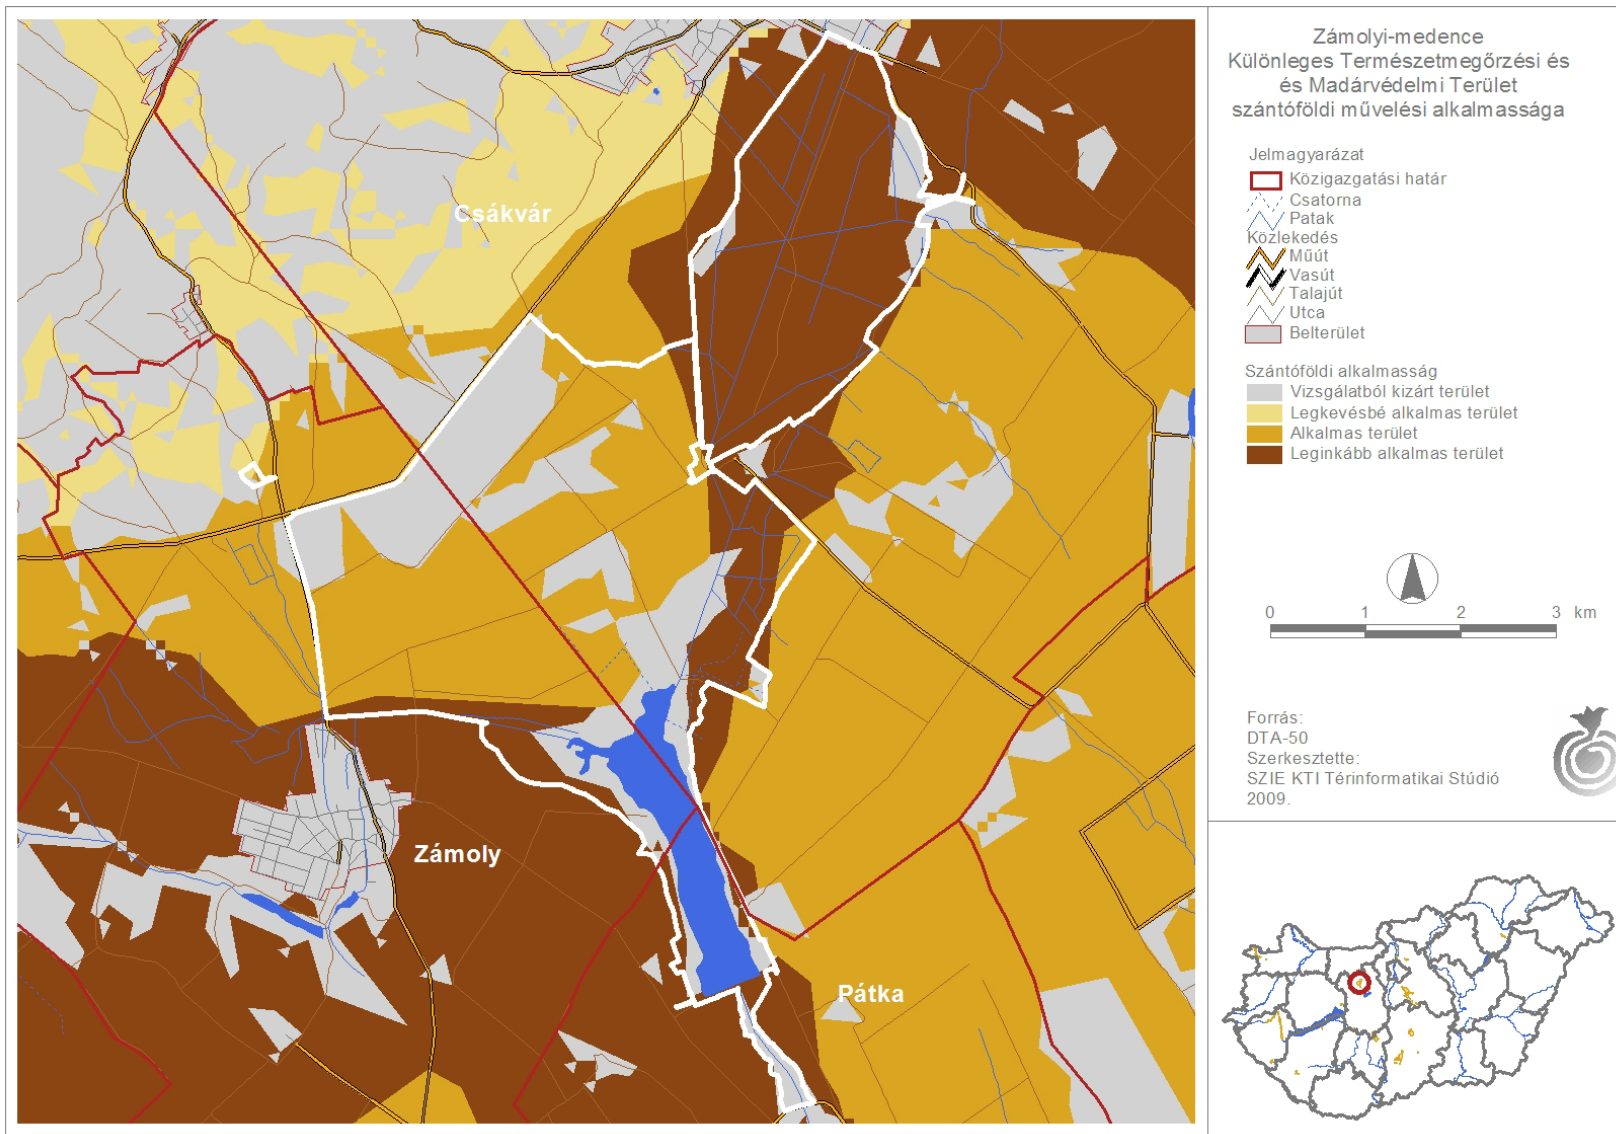 Zámolyi-medence
Különleges Természetmegőrzési és
és Madárvédelmi Terület
szántóföldi művelési alkalmassága
Jelmagyarázat
Közigazgatási határ
Csatorna
Patak
Közlekedés
Műút
Vasút
Talajút
Utca
Belterület
Szántóföldi alkalmasság
Vizsgálatból kizárt terület
Legkevésbé alkalmas terület
Alkalmas terület
Leginkább alkalmas terület
0 1 2 3 km
Forrás:
DTA-50
Szerkesztette:
SZIE KTI Térinformatikai Stúdió
2009.
Csákvár
Zámoly
Pátka